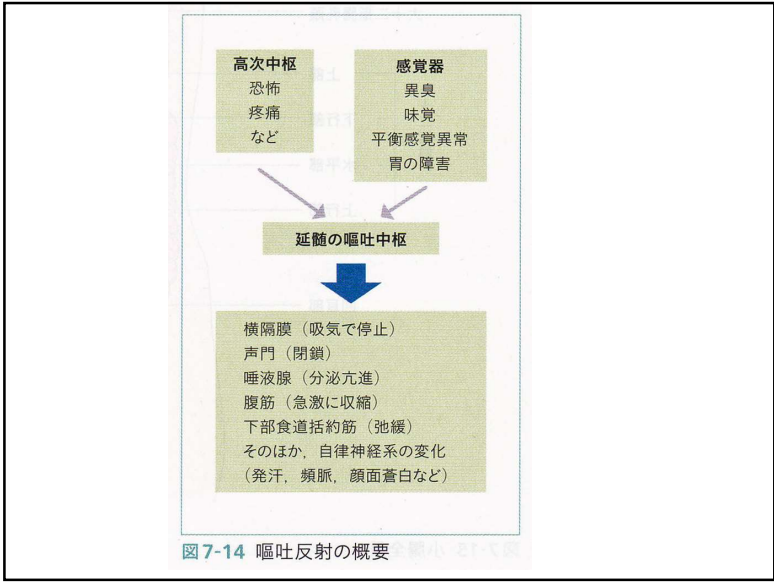 高次中枢
恐怖
疼痛
など
感覚器
異臭
味覚
平衡感覚異常
胃の障害
延髄の嘔吐中枢
横隔膜（吸気で停止）
声門（閉鎖）
唾液腺（分泌亢進）
腹筋（急激に収縮）
下部食道括約筋（弛緩）
そのほか，自律神経系の変化
（発汗，頻脈，顔面蒼白など）
図7-14 嘔吐反射の概要